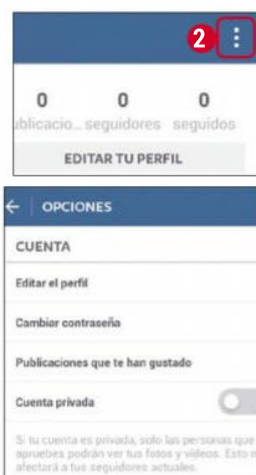 2
0 0 0
ublicacio... seguidores seguidos
EDITAR TU PERFIL
← OPCIONES
CUENTA
Editar el perfil
Cambiar contraseña
Publicaciones que te han gustado
Cuenta privada
Si tu cuenta es privada, solo las personas que
apruebes podrán ver tus fotos y vídeos. Esto n
afectará a tus seguidores actuales.